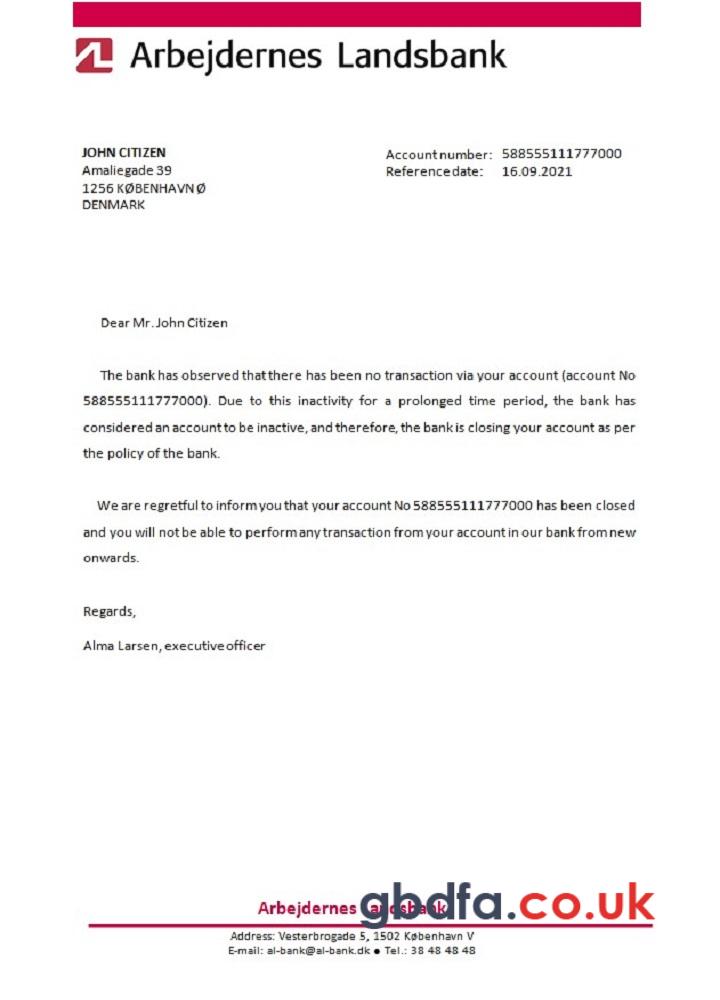 Arbejdernes Landsbank
JOHN CITIZEN
Amaliegade 39
1256 KØBENHAVN Ø
DENMARK
Account number: 588555111777000
Reference date: 16.09.2021
Dear Mr. John Citizen
The bank has observed that there has been no transaction via your account (account No
588555111777000). Due to this inactivity for a prolonged time period, the bank has
considered an account to be inactive, and therefore, the bank is closing your account as per
the policy of the bank.
We are regretful to inform you that your account No 588555111777000 has been closed
and you will not be able to perform any transaction from your account in our bank from new
onwards.
Regards,
Alma Larsen, executive officer
Arbejdernes Landsbank
gbdfa.co.uk
Address: Vesterbrogade 5, 1502 København V
E-mail: al-bank@al-bank.dk ● Tel.: 38 48 48 48